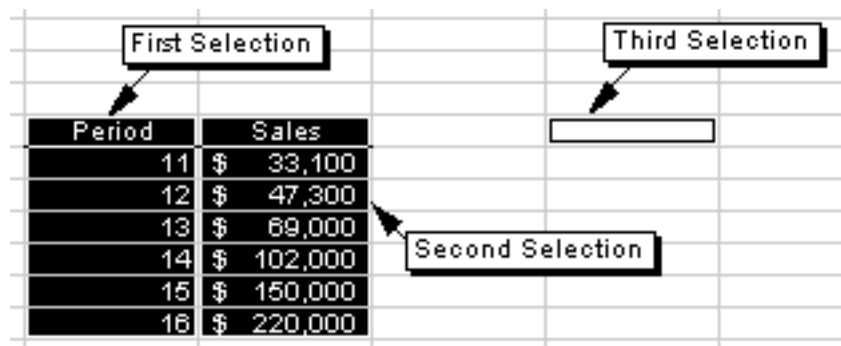 First Selection
Third Selection
Period Sales
11 $ 33,100
12 $ 47,300
13 $ 69,000
14 $ 102,000
15 $ 150,000
16 $ 220,000
Second Selection